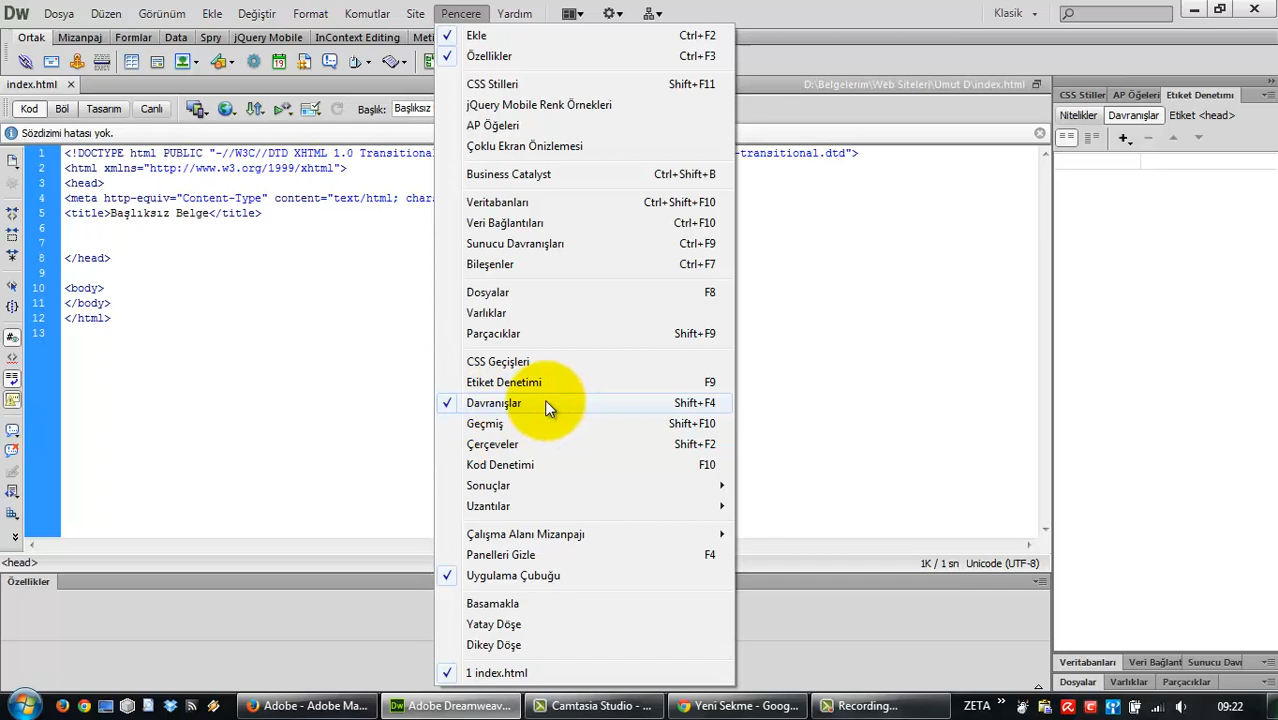 Dw Dosya Düzen Görünüm Ekle Değiştir Format Komutlar Site Pencere Yardım Klasik
Ortak Mizanpaj Formlar Data Spry jQuery Mobile InContext Editing Meti
index.html
D:\Belgelerim\Web Siteleri\Umut D\index.html
Kod Böl Tasarım Canlı Başlık: Başlıksız
Sözdizimi hatası yok.
1 <!DOCTYPE html PUBLIC "-//W3C//DTD XHTML 1.0 Transitional -transitional.dtd">
2 <html xmlns="http://www.w3.org/1999/xhtml">
3 <head>
4 <meta http-equiv="Content-Type" content="text/html; char
5 <title>Başlıksız Belge</title>
6
7
8 </head>
9
10 <body>
11 </body>
12 </html>
13
Ekle Ctrl+F2
Özellikler Ctrl+F3
CSS Stilleri Shift+F11
jQuery Mobile Renk Örnekleri
AP Öğeleri
Çoklu Ekran Önizlemesi
Business Catalyst Ctrl+Shift+B
Veritabanları Ctrl+Shift+F10
Veri Bağlantıları Ctrl+F10
Sunucu Davranışları Ctrl+F9
Bileşenler Ctrl+F7
Dosyalar F8
Varlıklar
Parçacıklar Shift+F9
CSS Geçişleri
Etiket Denetimi F9
Davranışlar Shift+F4
Geçmiş Shift+F10
Çerçeveler Shift+F2
Kod Denetimi F10
Sonuçlar
Uzantılar
Çalışma Alanı Mizanpajı
Panelleri Gizle F4
Uygulama Çubuğu
Basamakla
Yatay Döşe
Dikey Döşe
1 index.html
CSS Stiller AP Öğeleri Etiket Denetimi
Nitelikler Davranışlar Etiket <head>
<head> 1K / 1 sn Unicode (UTF-8)
Özellikler
Veritabanları Veri Bağlant Sunucu Davı
Dosyalar Varlıklar Parçacıklar
Adobe - Adobe Ma... Adobe Dreamweav... Camtasia Studio - ... Yeni Sekme - Goog... Recording... ZETA 09:22